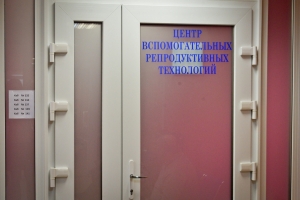 ЦЕНТР
ВСПОМОГАТЕЛЬНЫХ
РЕПРОДУКТИВНЫХ
ТЕХНОЛОГИЙ